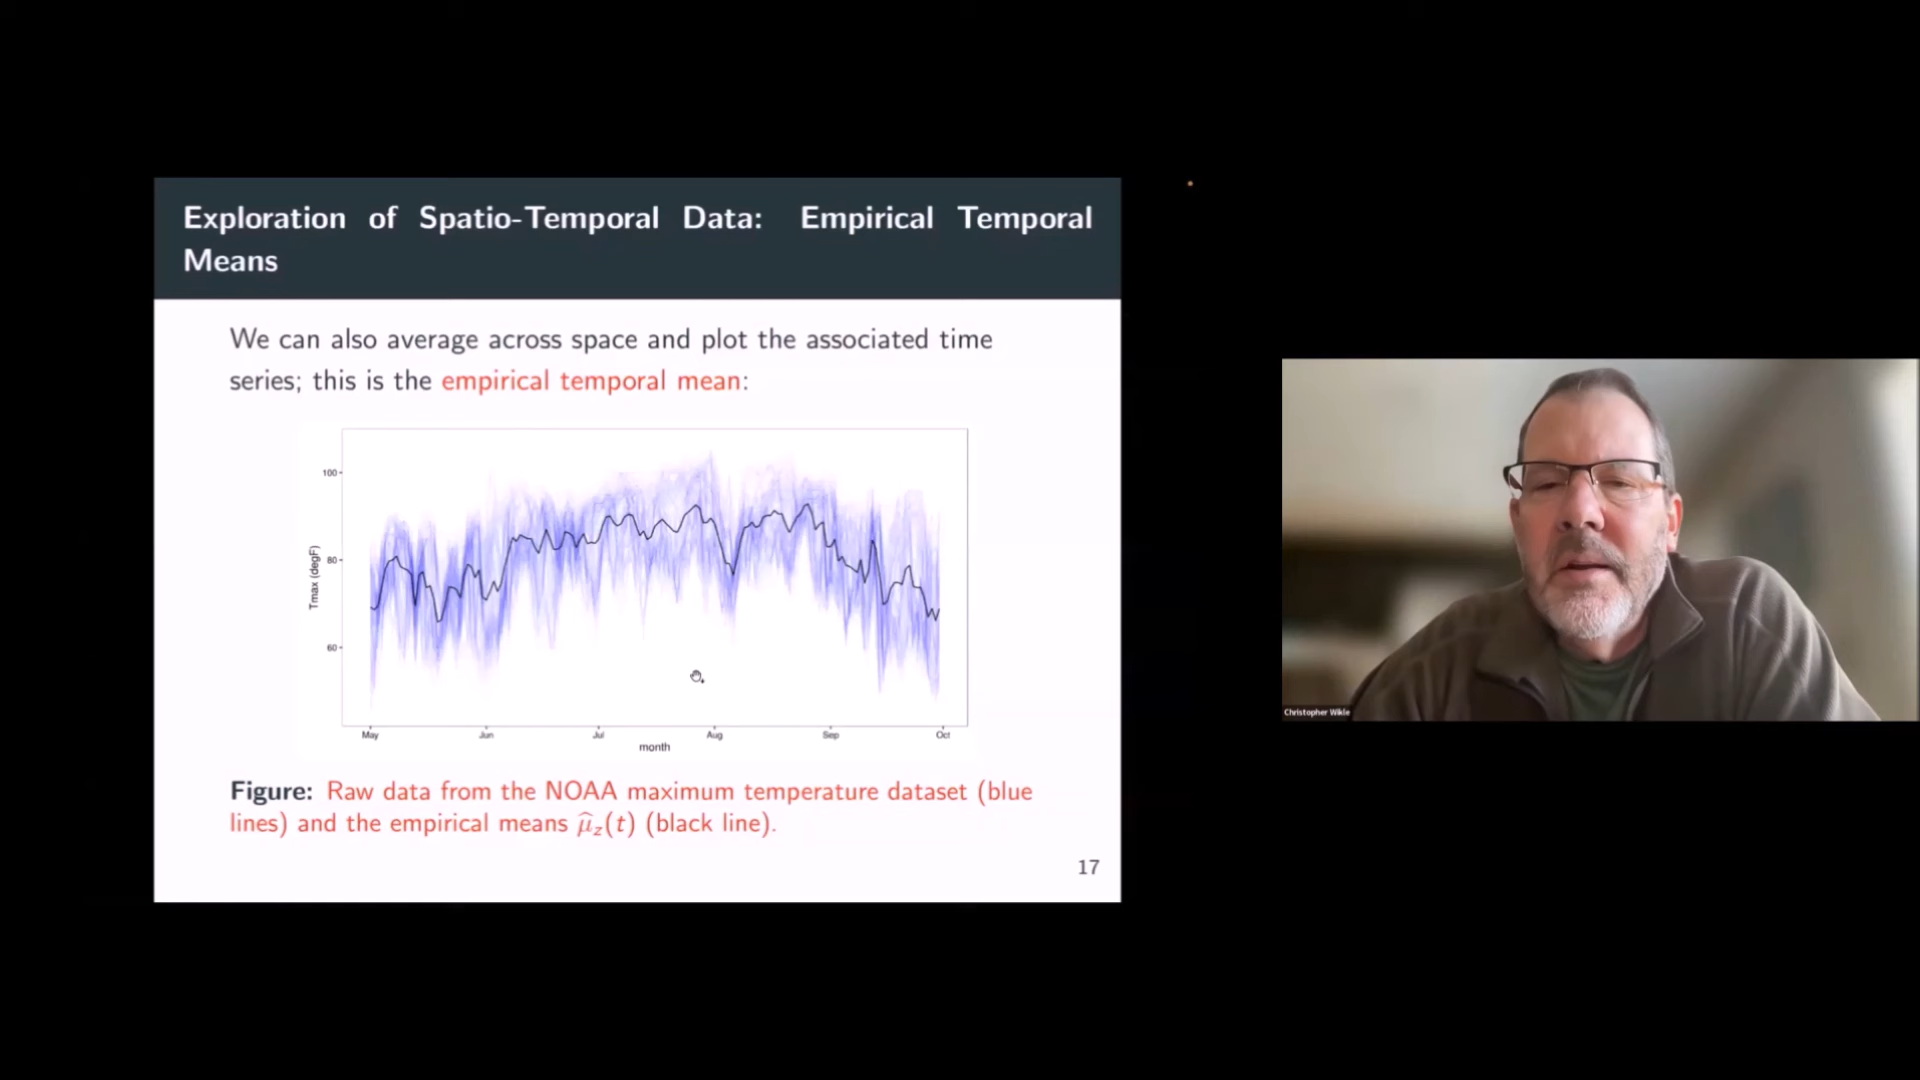 Exploration of Spatio-Temporal Data: Empirical Temporal
Means
We can also average across space and plot the associated time
series; this is the empirical temporal mean:
100
80
60
Tmax (degF)
May Jun Jul Aug Sep Oct
month
Figure: Raw data from the NOAA maximum temperature dataset (blue
lines) and the empirical means μ̂z(t) (black line).
17
Christopher Wikle